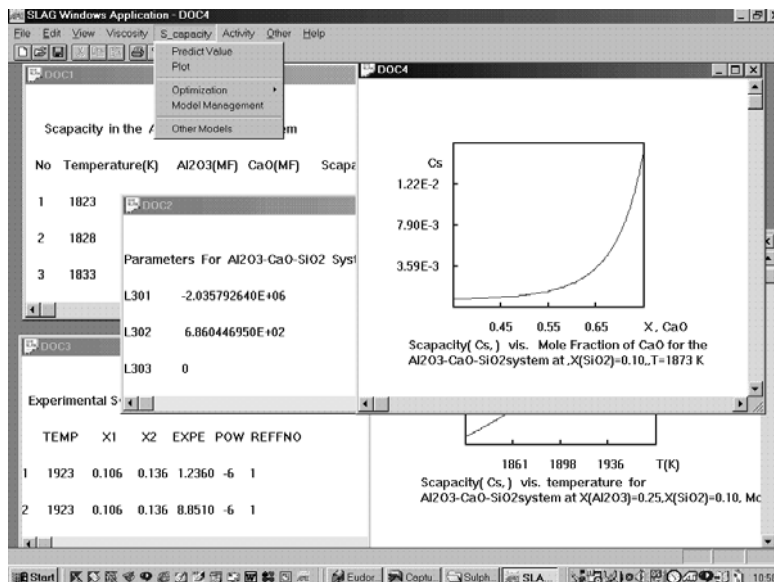 SLAG Windows Application - DOC4
File Edit View Viscosity S_capacity Activity Other Help
Predict Value
Plot
Optimization
Model Management
Other Models
DOC1
Scapacity in the A em
No Temperature(K) Al2O3(MF) CaO(MF) Scapa
1 1823
2 1828
3 1833
DOC2
Parameters For Al2O3-CaO-SiO2 Syst
L301 -2.035792640E+06
L302 6.860446950E+02
L303 0
DOC3
Experimental S
TEMP X1 X2 EXPE POW REFFNO
1 1923 0.106 0.136 1.2360 -6 1
2 1923 0.106 0.136 8.8510 -6 1
DOC4
Cs
1.22E-2
7.90E-3
3.59E-3
0.45 0.55 0.65 X, CaO
Scapacity( Cs, ) vis. Mole Fraction of CaO for the
Al2O3-CaO-SiO2system at ,X(SiO2)=0.10,,T=1873 K
1861 1898 1936 T(K)
Scapacity( Cs, ) vis. temperature for
Al2O3-CaO-SiO2system at X(Al2O3)=0.25,X(SiO2)=0.10, Mc
Start Eudor... Captu... Sulph... SLA...